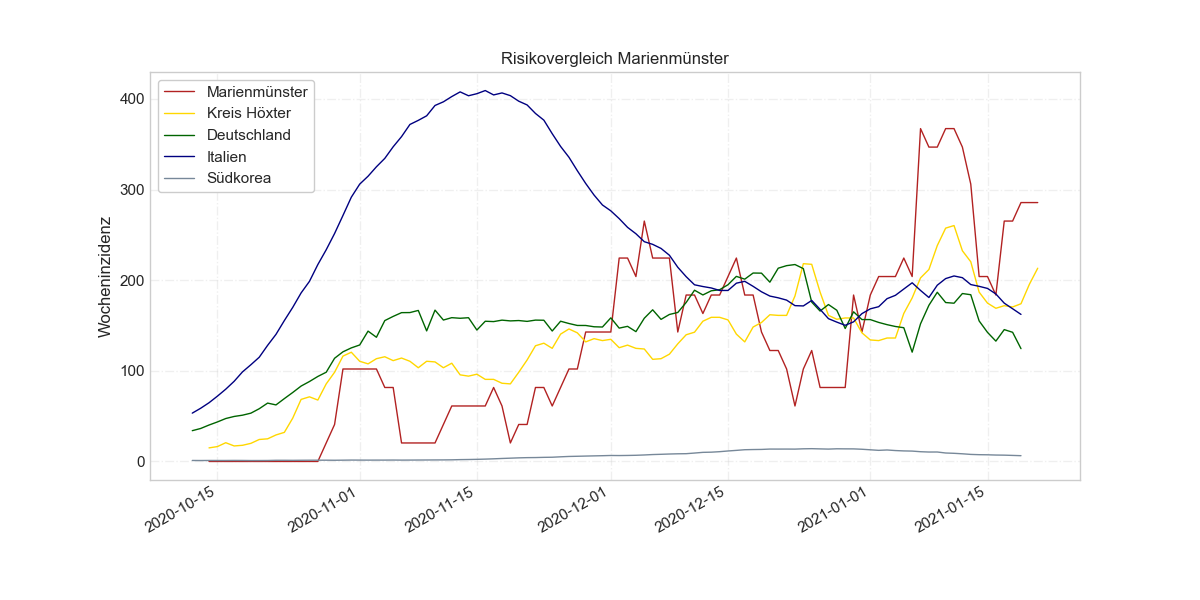 Risikovergleich Marienmünster
Marienmünster
Kreis Höxter
Deutschland
Italien
Südkorea
Wocheninzidenz
400
300
200
100
0
2020-10-15
2020-11-01
2020-11-15
2020-12-01
2020-12-15
2021-01-01
2021-01-15